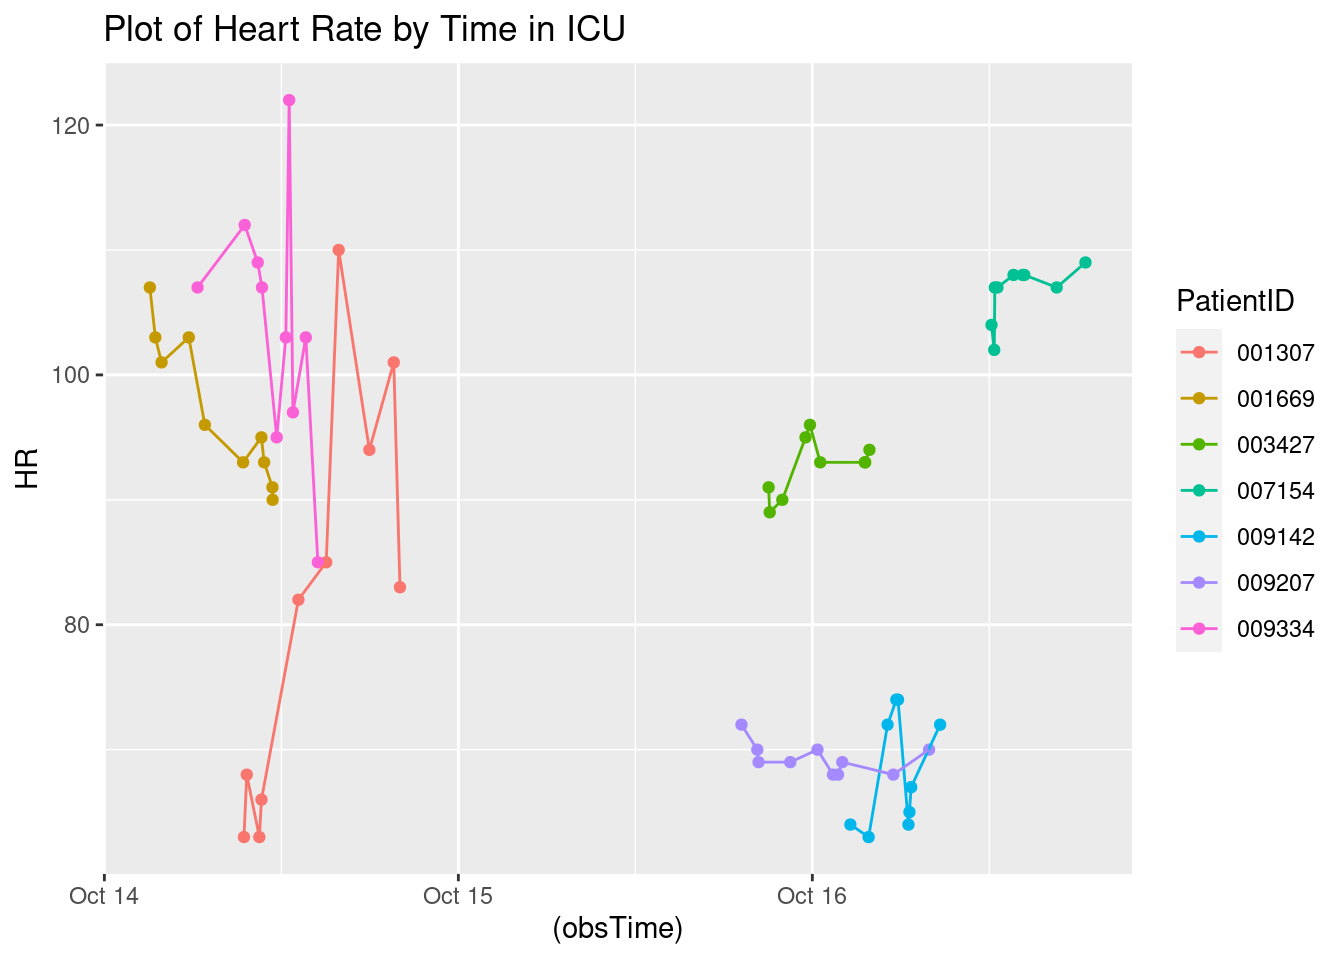 Plot of Heart Rate by Time in ICU
120
100
80
HR
Oct 14
Oct 15
Oct 16
(obsTime)
PatientID
001307
001669
003427
007154
009142
009207
009334